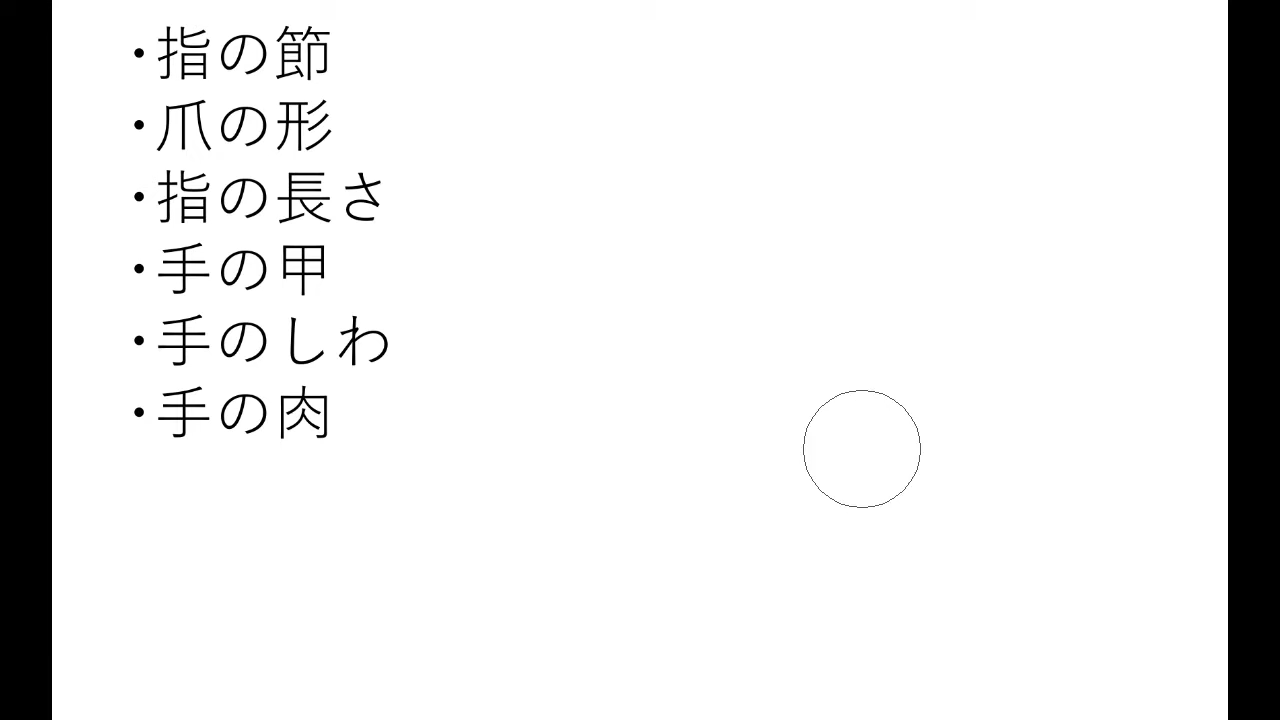 ・指の節
・爪の形
・指の長さ
・手の甲
・手のしわ
・手の肉